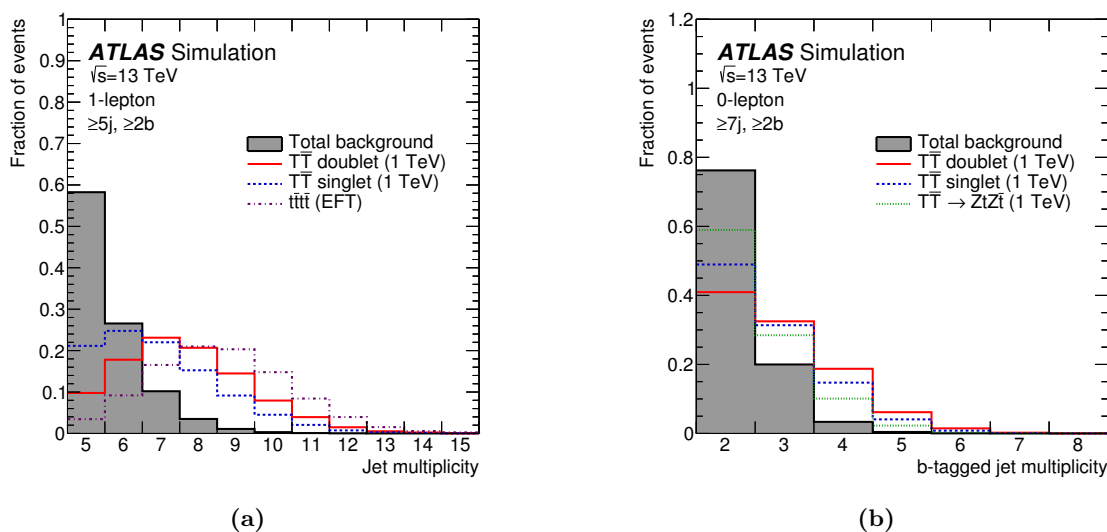 Fraction of events
1
0.9
0.8
0.7
0.6
0.5
0.4
0.3
0.2
0.1
0
ATLAS Simulation
√s=13 TeV
1-lepton
≥5j, ≥2b
Total background
TT̅ doublet (1 TeV)
TT̅ singlet (1 TeV)
tt̅tt̅ (EFT)
5 6 7 8 9 10 11 12 13 14 15
Jet multiplicity
(a)
Fraction of events
1.2
1
0.8
0.6
0.4
0.2
0
ATLAS Simulation
√s=13 TeV
0-lepton
≥7j, ≥2b
Total background
TT̅ doublet (1 TeV)
TT̅ singlet (1 TeV)
TT̅ → ZtZt̅ (1 TeV)
2 3 4 5 6 7 8
b-tagged jet multiplicity
(b)